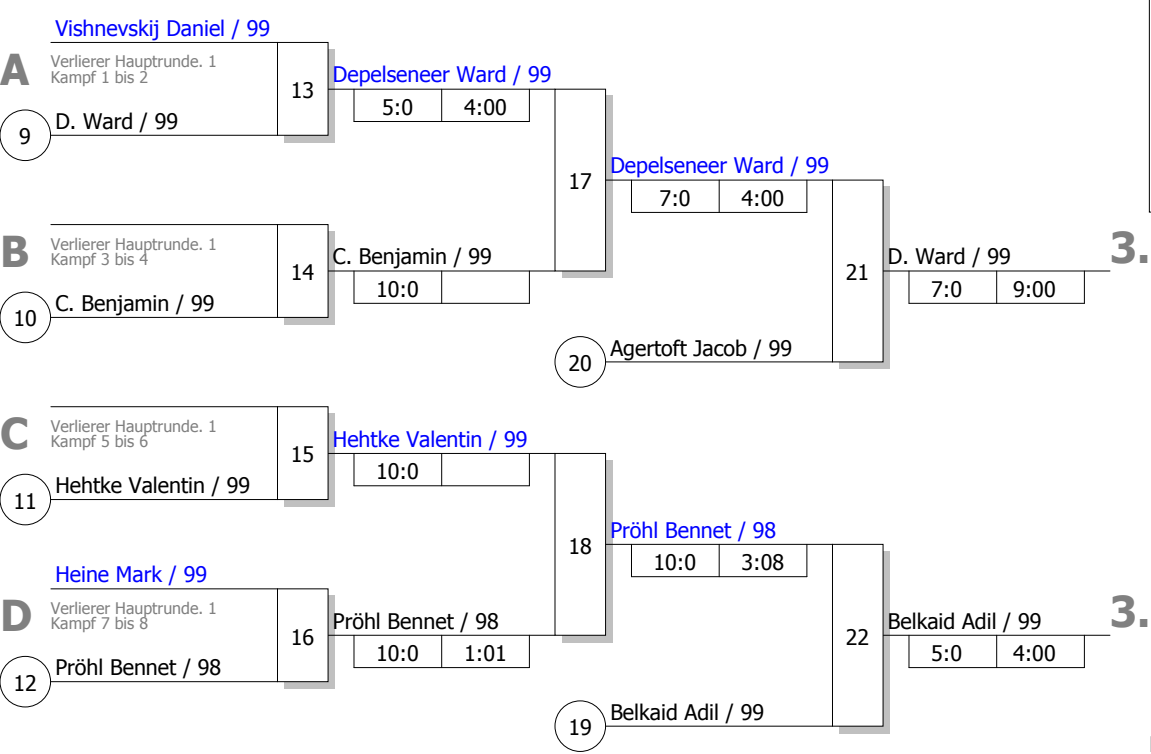 Vishnevskij Daniel / 99
A
Verlierer Hauptrunde. 1
Kampf 1 bis 2
13
Depelseneer Ward / 99
5:0 4:00
9
D. Ward / 99
17
Depelseneer Ward / 99
7:0 4:00
B
Verlierer Hauptrunde. 1
Kampf 3 bis 4
14
C. Benjamin / 99
10:0
10
C. Benjamin / 99
21
D. Ward / 99
7:0 9:00
3.
20
Agertoft Jacob / 99
C
Verlierer Hauptrunde. 1
Kampf 5 bis 6
15
Hehtke Valentin / 99
10:0
11
Hehtke Valentin / 99
18
Pröhl Bennet / 98
10:0 3:08
Heine Mark / 99
D
Verlierer Hauptrunde. 1
Kampf 7 bis 8
16
Pröhl Bennet / 98
10:0 1:01
12
Pröhl Bennet / 98
22
Belkaid Adil / 99
5:0 4:00
3.
19
Belkaid Adil / 99